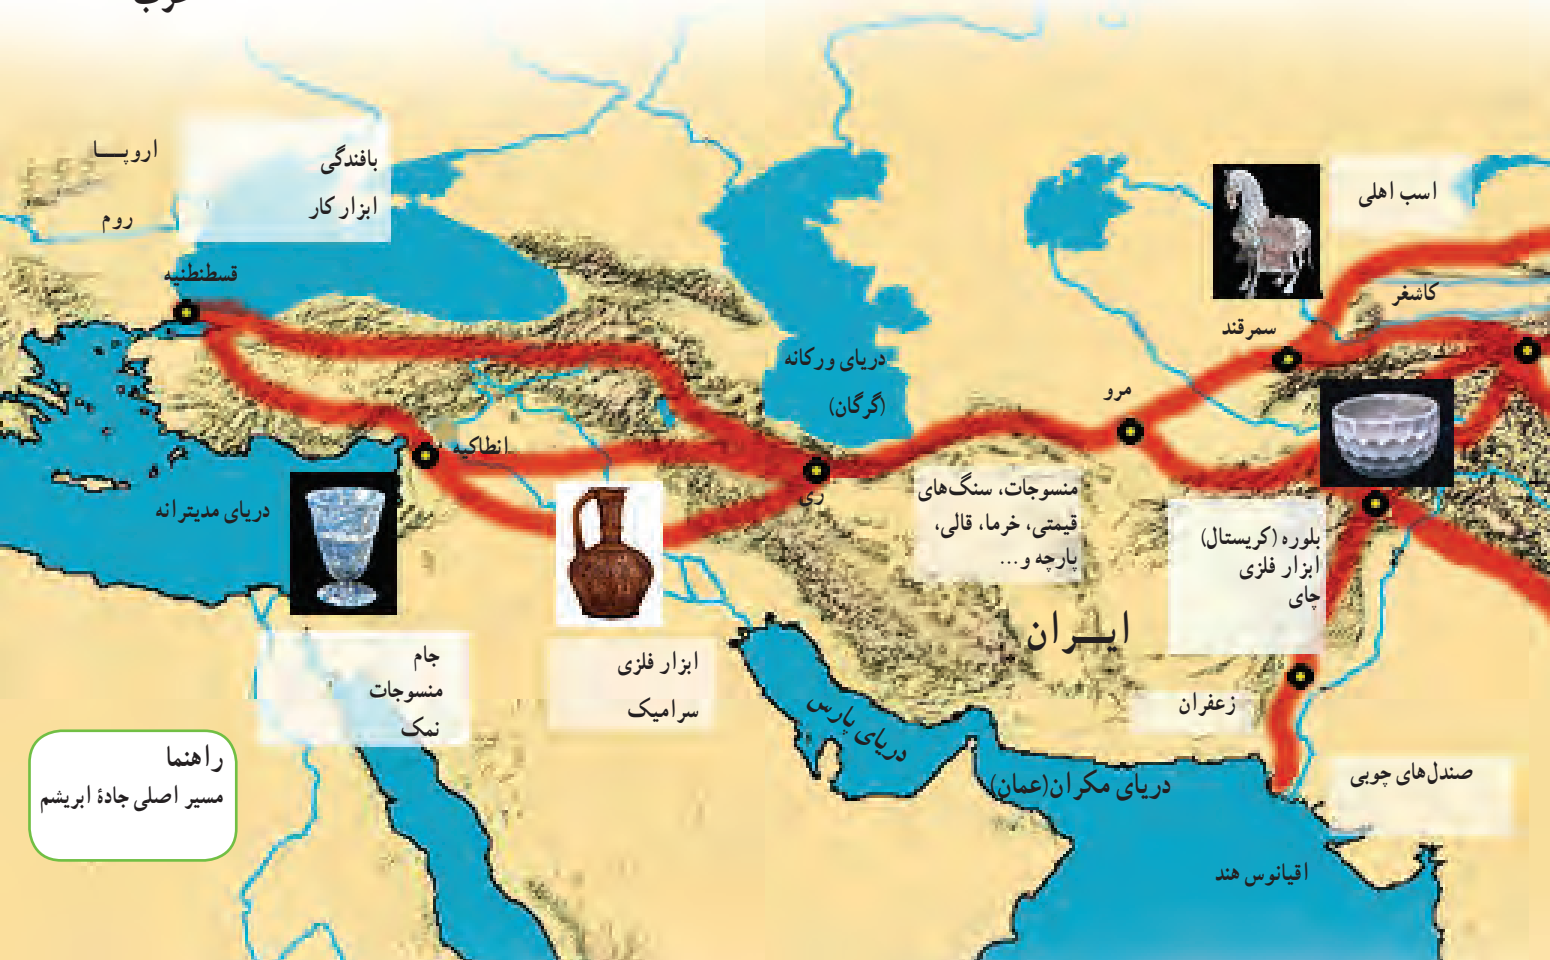 اروپا
روم
بافندگی
ابزار کار
قسطنطنیه
اسب اهلی
کاشغر
سمرقند
دریای ورکانه
(گرگان)
مرو
انطاکیه
ری
دریای مدیترانه
منسوجات، سنگ‌های
قیمتی، خرما، قالی،
پارچه و...
بلوره (کریستال)
ابزار فلزی
چای
ایران
جام
منسوجات
نمک
ابزار فلزی
سرامیک
زعفران
دریای پارس
دریای مکران(عمان)
صندل‌های چوبی
اقیانوس هند
راهنما
مسیر اصلی جادۀ ابریشم